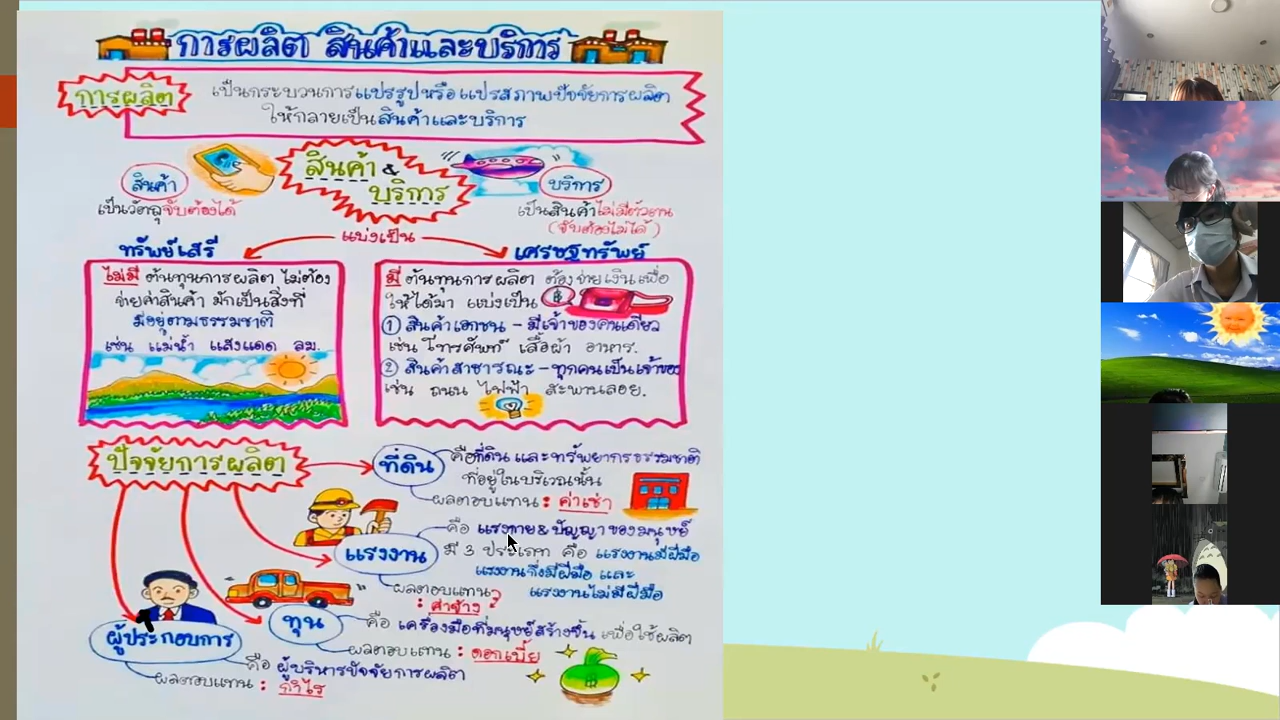 การผลิต สินค้าและบริการ
การผลิต
เป็นกระบวนการแปรรูปหรือแปรสภาพปัจจัยการผลิต
ให้กลายเป็นสินค้าและบริการ
สินค้า &
บริการ
สินค้า
เป็นวัตถุจับต้องได้
บริการ
เป็นสินค้าไม่มีตัวตน
(จับต้องไม่ได้)
แบ่งเป็น
ทรัพย์เสรี
ไม่มี ต้นทุนการผลิต ไม่ต้อง
จ่ายค่าสินค้า มักเป็นสิ่งที่
มีอยู่ตามธรรมชาติ
เช่น แม่น้ำ แสงแดด ลม.
เศรษฐทรัพย์
มี ต้นทุนการผลิต ต้องจ่ายเงินเพื่อ
ให้ได้มา แบ่งเป็น
① สินค้าเอกชน - มีเจ้าของคนเดียว
เช่น โทรศัพท์ เสื้อผ้า อาหาร.
② สินค้าสาธารณะ - ทุกคนเป็นเจ้าของ
เช่น ถนน ไฟฟ้า สะพานลอย.
ปัจจัยการผลิต
ที่ดิน
คือที่ดิน และทรัพยากรธรรมชาติ
ที่อยู่ในบริเวณนั้น
ผลตอบแทน : ค่าเช่า
แรงงาน
คือ แรงกาย & ปัญญาของมนุษย์
มี 3 ประเภท คือ แรงงานมีฝีมือ
แรงงานกึ่งมีฝีมือ และ
แรงงานไม่มีฝีมือ
ผลตอบแทน
: ค่าจ้าง
ทุน
คือ เครื่องมือที่มนุษย์สร้างขึ้น เพื่อใช้ผลิต
ผลตอบแทน : ดอกเบี้ย
ผู้ประกอบการ
คือ ผู้บริหารปัจจัยการผลิต
ผลตอบแทน : กำไร